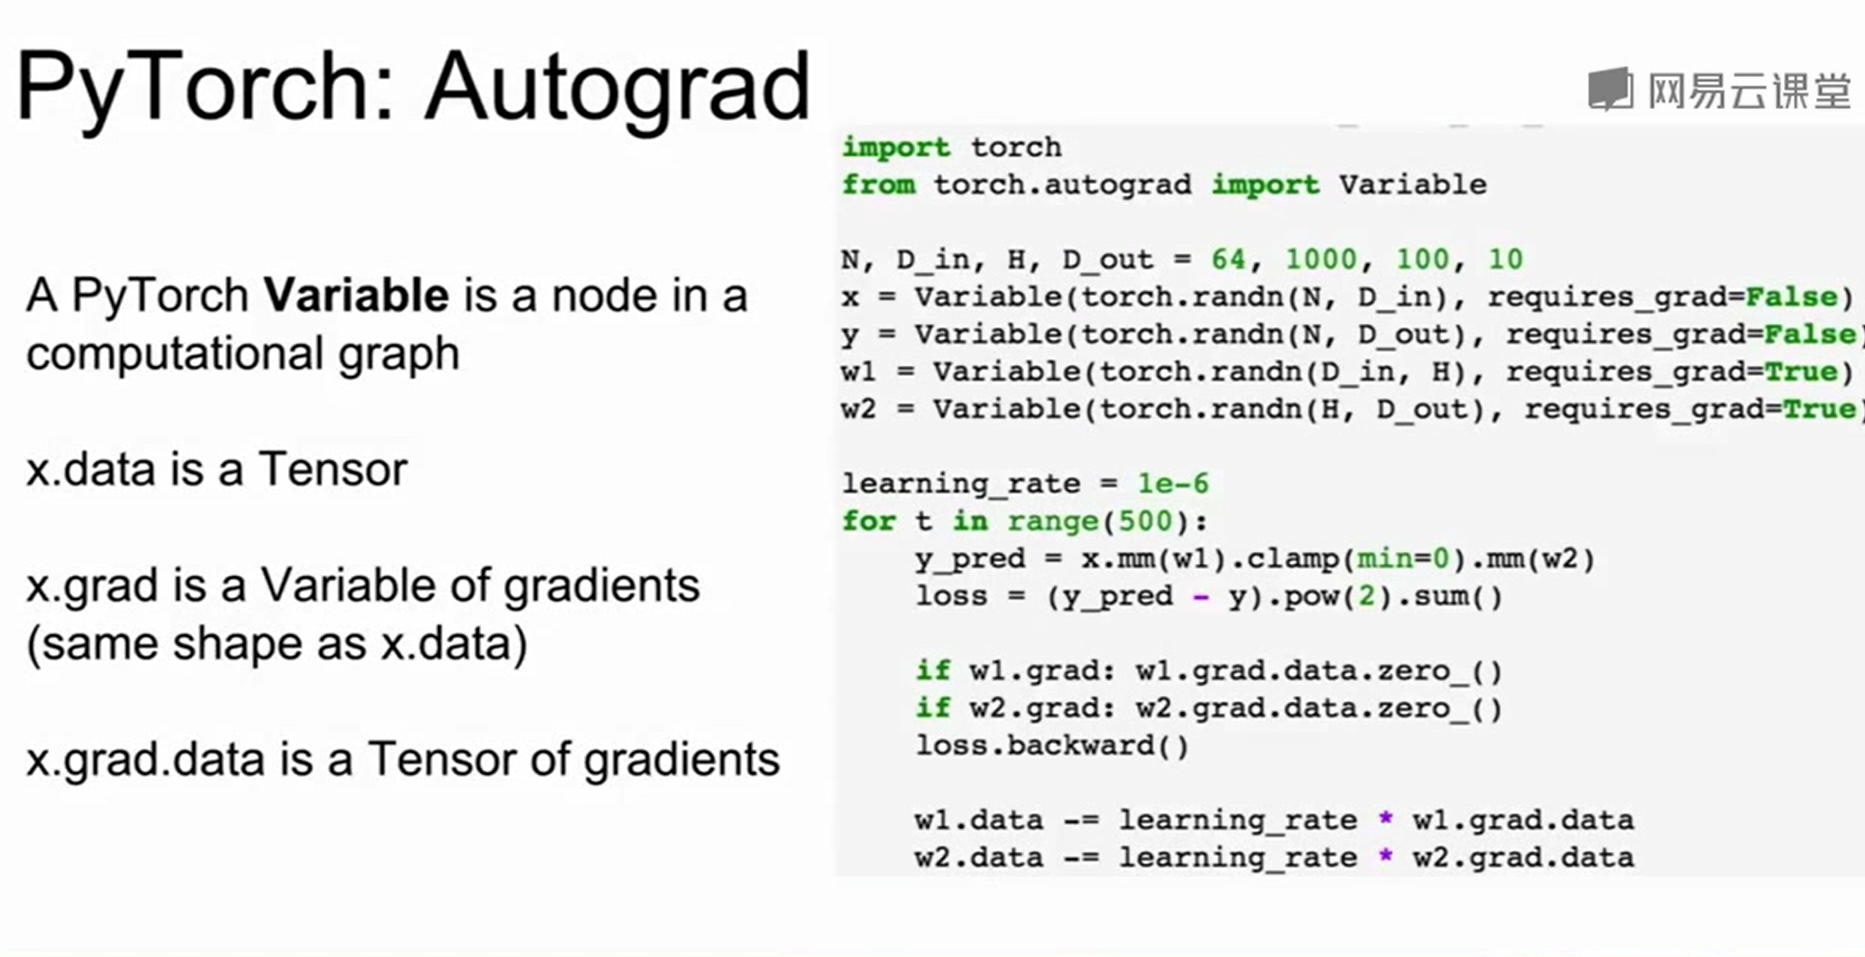 PyTorch: Autograd
网易云课堂
A PyTorch Variable is a node in a
computational graph
x.data is a Tensor
x.grad is a Variable of gradients
(same shape as x.data)
x.grad.data is a Tensor of gradients
import torch
from torch.autograd import Variable
N, D_in, H, D_out = 64, 1000, 100, 10
x = Variable(torch.randn(N, D_in), requires_grad=False)
y = Variable(torch.randn(N, D_out), requires_grad=False)
w1 = Variable(torch.randn(D_in, H), requires_grad=True)
w2 = Variable(torch.randn(H, D_out), requires_grad=True)
learning_rate = 1e-6
for t in range(500):
    y_pred = x.mm(w1).clamp(min=0).mm(w2)
    loss = (y_pred - y).pow(2).sum()
    if w1.grad: w1.grad.data.zero_()
    if w2.grad: w2.grad.data.zero_()
    loss.backward()
    w1.data -= learning_rate * w1.grad.data
    w2.data -= learning_rate * w2.grad.data